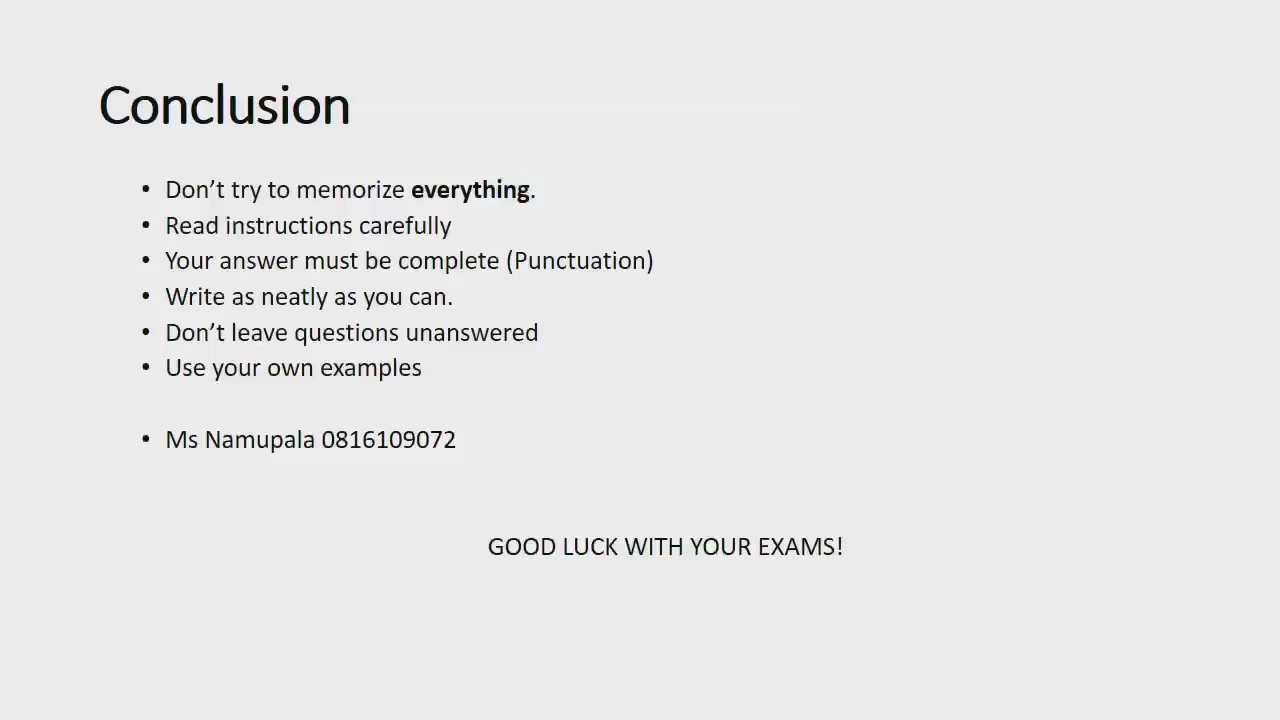 Conclusion
• Don’t try to memorize everything.
• Read instructions carefully
• Your answer must be complete (Punctuation)
• Write as neatly as you can.
• Don’t leave questions unanswered
• Use your own examples
• Ms Namupala 0816109072
GOOD LUCK WITH YOUR EXAMS!